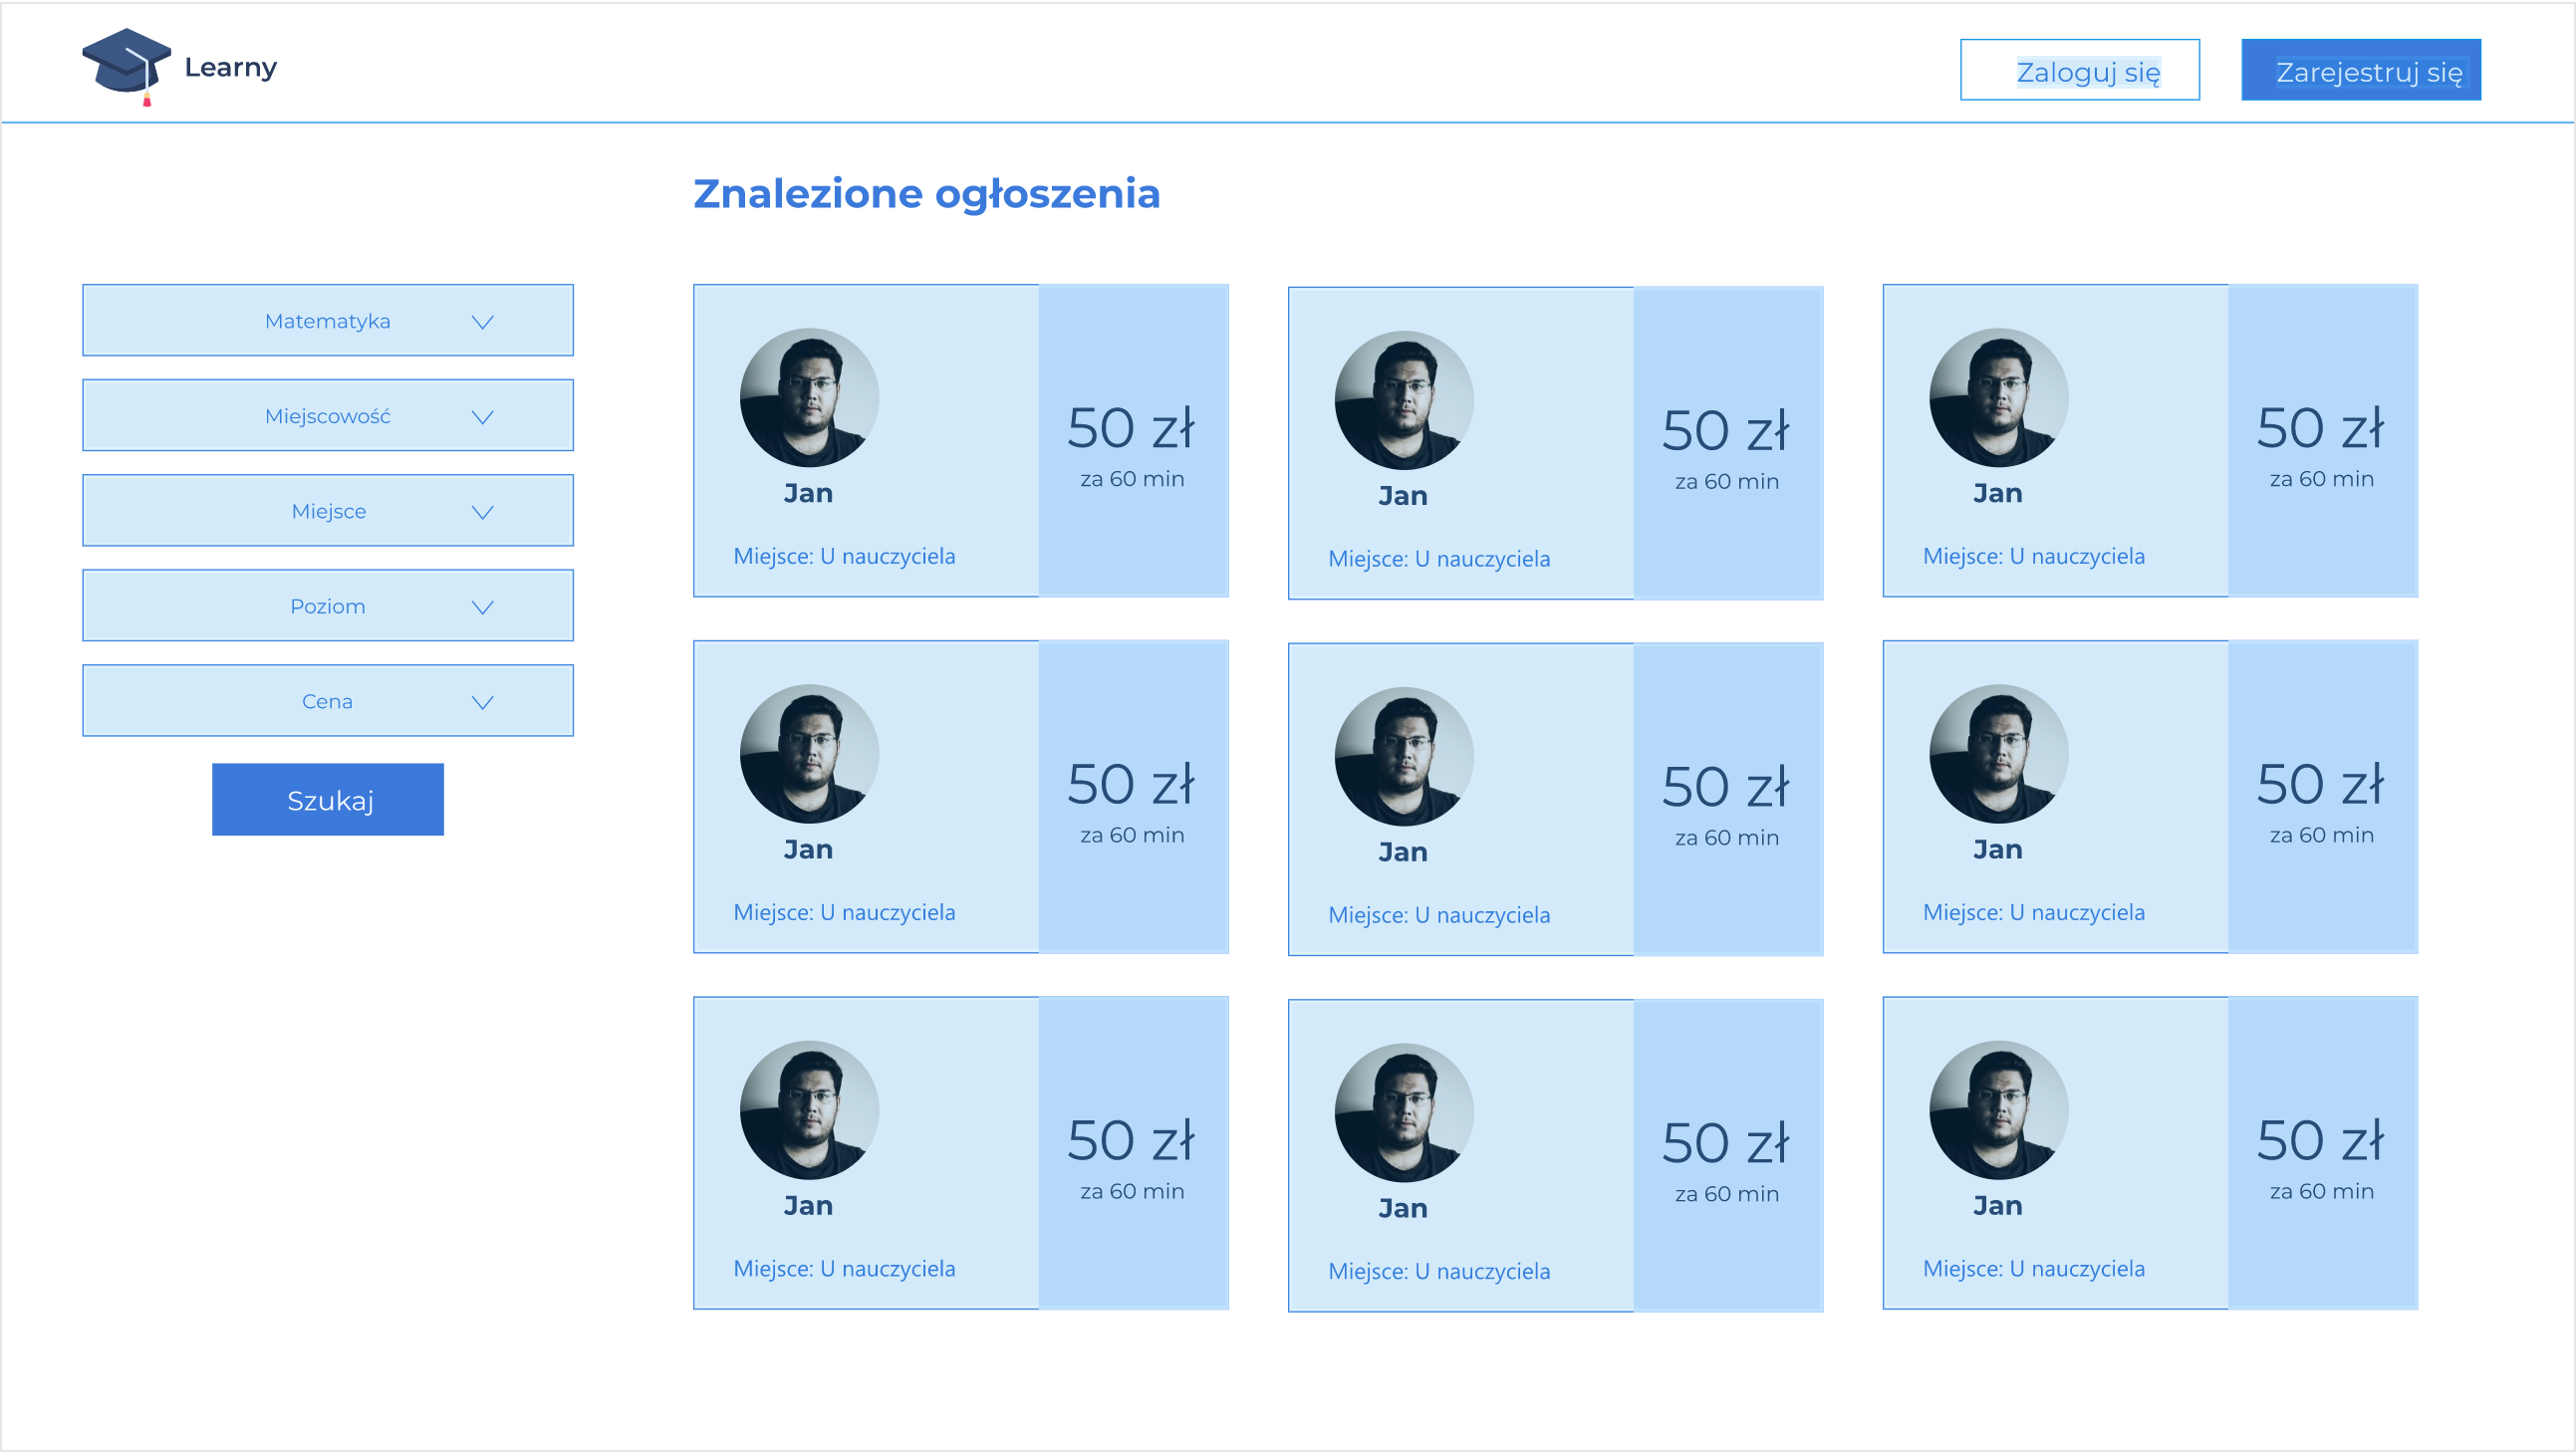 Learny
Zaloguj się
Zarejestruj się
Znalezione ogłoszenia
Matematyka
Miejscowość
Miejsce
Poziom
Cena
Szukaj
Jan
Miejsce: U nauczyciela
50 zł
za 60 min
Jan
Miejsce: U nauczyciela
50 zł
za 60 min
Jan
Miejsce: U nauczyciela
50 zł
za 60 min
Jan
Miejsce: U nauczyciela
50 zł
za 60 min
Jan
Miejsce: U nauczyciela
50 zł
za 60 min
Jan
Miejsce: U nauczyciela
50 zł
za 60 min
Jan
Miejsce: U nauczyciela
50 zł
za 60 min
Jan
Miejsce: U nauczyciela
50 zł
za 60 min
Jan
Miejsce: U nauczyciela
50 zł
za 60 min